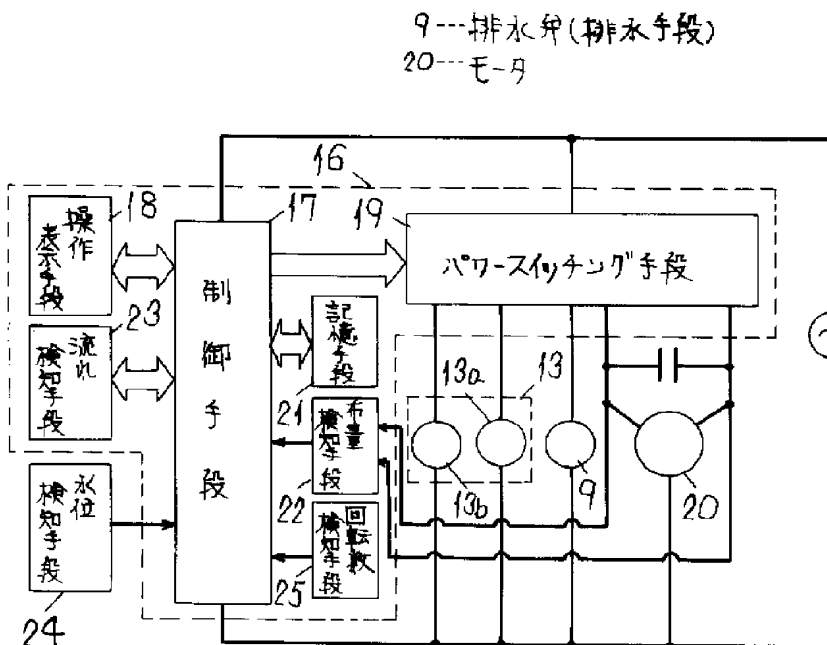 9---排水弁(排水手段)
20---モータ
16
18
操作
表示手段
17
制御手段
19
パワースイッチング手段
23
流れ
検知手段
記憶手段
21
13a
13
布量
検知手段
22
13b
9
20
水位
検知手段
24
回転数
検知手段
25